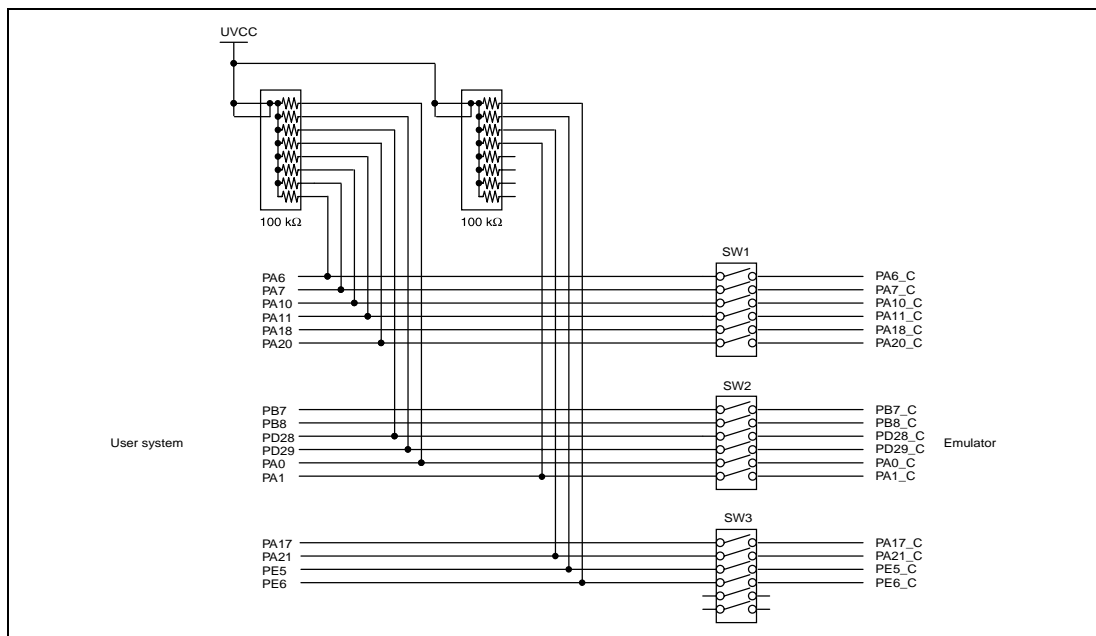 UVCC
100 kΩ
100 kΩ
SW1
PA6
PA6_C
PA7
PA7_C
PA10
PA10_C
PA11
PA11_C
PA18
PA18_C
PA20
PA20_C
SW2
PB7
PB7_C
PB8
PB8_C
PD28
PD28_C
User system
PD29
PD29_C
Emulator
PA0
PA0_C
PA1
PA1_C
SW3
PA17
PA17_C
PA21
PA21_C
PE5
PE5_C
PE6
PE6_C